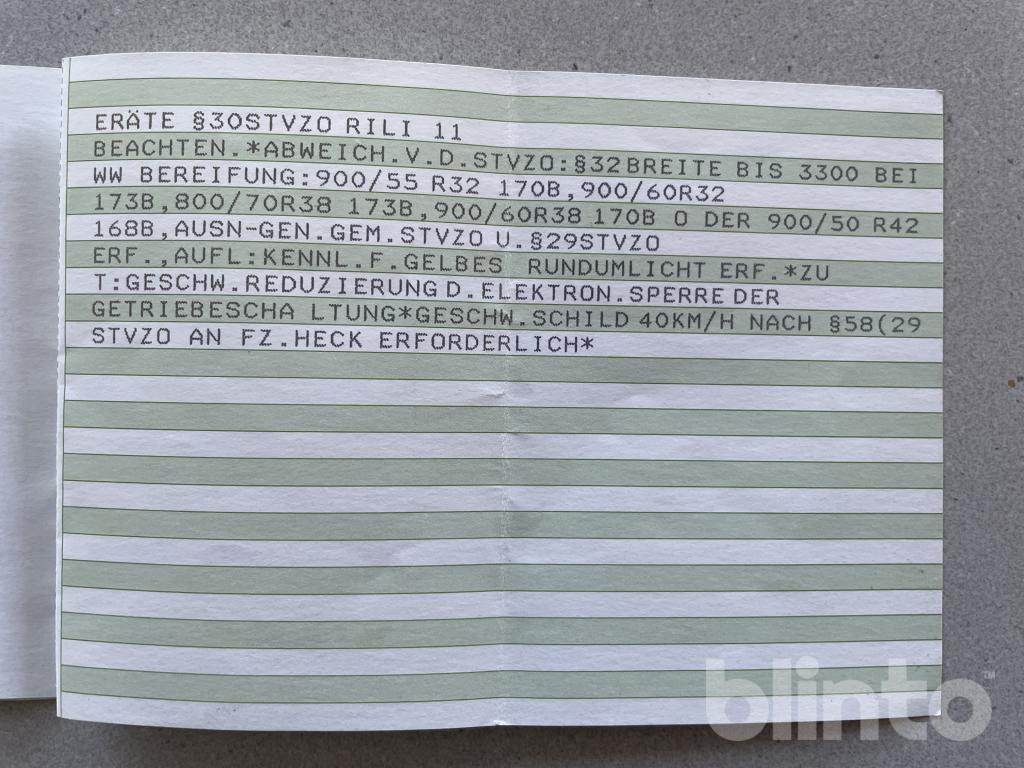 ERÄTE §30STVZO RILI 11
BEACHTEN.*ABWEICH.V.D.STVZO:§32BREITE BIS 3300 BEI
WW BEREIFUNG:900/55 R32 170B,900/60R32
173B,800/70R38 173B,900/60R38 170B O DER 900/50 R42
168B,AUSN-GEN.GEM.STVZO U.§29STVZO
ERF.,AUFL:KENNL.F.GELBES RUNDUMLICHT ERF.*ZU
T:GESCHW.REDUZIERUNG D.ELEKTRON.SPERRE DER
GETRIEBESCHA LTUNG*GESCHW.SCHILD 40KM/H NACH §58(29
STVZO AN FZ.HECK ERFORDERLICH*
blinto™